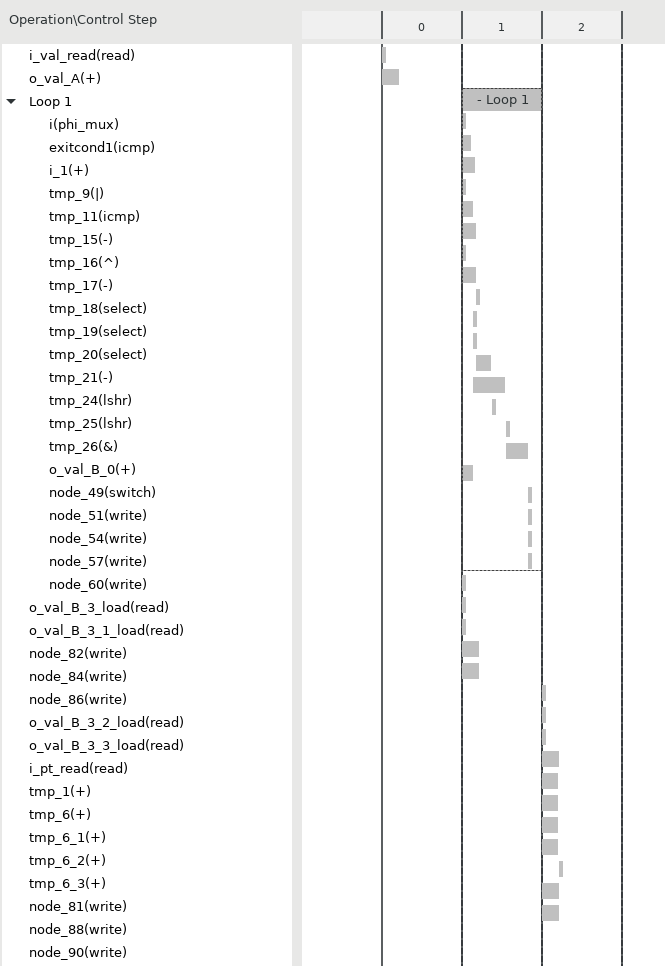 Operation\Control Step
0 1 2
i_val_read(read)
o_val_A(+)
Loop 1
- Loop 1
i(phi_mux)
exitcond1(icmp)
i_1(+)
tmp_9(|)
tmp_11(icmp)
tmp_15(-)
tmp_16(^)
tmp_17(-)
tmp_18(select)
tmp_19(select)
tmp_20(select)
tmp_21(-)
tmp_24(lshr)
tmp_25(lshr)
tmp_26(&)
o_val_B_0(+)
node_49(switch)
node_51(write)
node_54(write)
node_57(write)
node_60(write)
o_val_B_3_load(read)
o_val_B_3_1_load(read)
node_82(write)
node_84(write)
node_86(write)
o_val_B_3_2_load(read)
o_val_B_3_3_load(read)
i_pt_read(read)
tmp_1(+)
tmp_6(+)
tmp_6_1(+)
tmp_6_2(+)
tmp_6_3(+)
node_81(write)
node_88(write)
node_90(write)